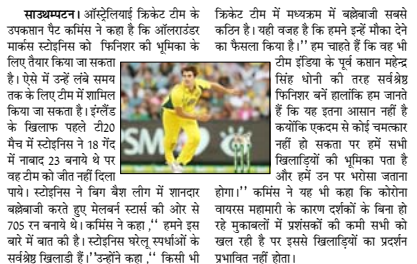 साउथम्पटन। ऑस्ट्रेलियाई क्रिकेट टीम के
उपकप्तान पैट कमिंस ने कहा है कि ऑलराउंडर
मार्कस स्टोइनिस को फिनिशर की भूमिका के
लिए तैयार किया जा सकता
है। ऐसे में उन्हें लंबे समय
तक के लिए टीम में शामिल
किया जा सकता है। इंग्लैंड
के खिलाफ पहले टी20
मैच में स्टोइनिस ने 18 गेंद
में नाबाद 23 बनाये थे पर
वह टीम को जीत नहीं दिला
पाये। स्टोइनिस ने बिग बैश लीग में शानदार
बल्लेबाजी करते हुए मेलबर्न स्टार्स की ओर से
705 रन बनाये थे। कमिंस ने कहा ,'' हमने इस
बारे में बात की है। स्टोइनिस घरेलू स्पर्धाओं के
सर्वश्रेष्ठ खिलाडी हैं।''उन्होंने कहा ,'' किसी भी
क्रिकेट टीम में मध्यक्रम में बल्लेबाजी सबसे
कठिन है। यही वजह है कि हमने इन्हें मौका देने
का फैसला किया है।'' हम चाहते हैं कि वह भी
टीम इंडिया के पूर्व कप्तान महेन्द्र
सिंह धोनी की तरह सर्वश्रेष्ठ
फिनिशर बनें हालांकि हम जानते
हैं कि यह इतना आसान नहीं है
कयोंकि एकदम से कोई चमत्कार
नहीं हो सकता पर हमें सभी
खिलाड़ियों की भूमिका पता है
और हमें उन पर भरोसा जताना
होगा।'' कमिंस ने यह भी कहा कि कोरोना
वायरस महामारी के कारण दर्शकों के बिना हो
रहे मुकाबलों में प्रशंसकों की कमी सभी को
खल रही है पर इससे खिलाड़ियों का प्रदर्शन
प्रभावित नहीं होता।